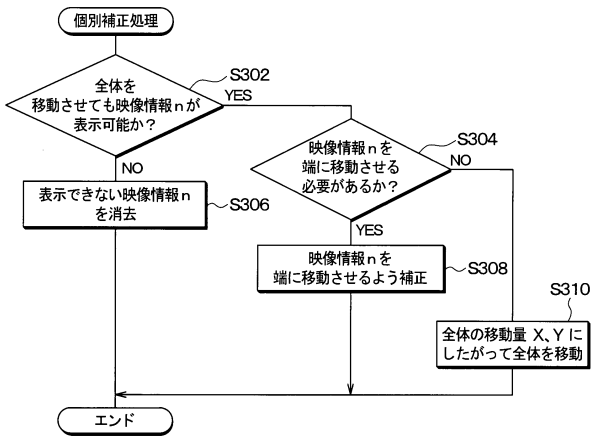 個別補正処理
S302
全体を
移動させても映像情報nが
表示可能か?
YES
NO
S304
映像情報nを
端に移動させる
必要があるか?
NO
YES
表示できない映像情報n
を消去
S306
映像情報nを
端に移動させるよう補正
S308
S310
全体の移動量 X、Y に
したがって全体を移動
エンド